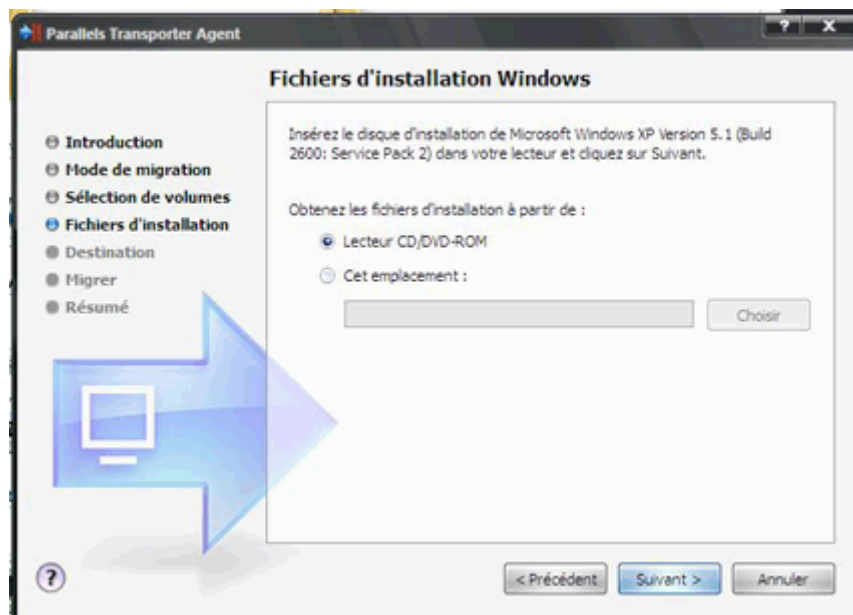 Parallels Transporter Agent
? X
Fichiers d'installation Windows
Introduction
Mode de migration
Sélection de volumes
Fichiers d'installation
Destination
Migrer
Résumé
Insérez le disque d'installation de Microsoft Windows XP Version 5.1 (Build
2600: Service Pack 2) dans votre lecteur et cliquez sur Suivant.
Obtenez les fichiers d'installation à partir de :
Lecteur CD/DVD-ROM
Cet emplacement :
Choisir
?
< Précédent
Suivant >
Annuler